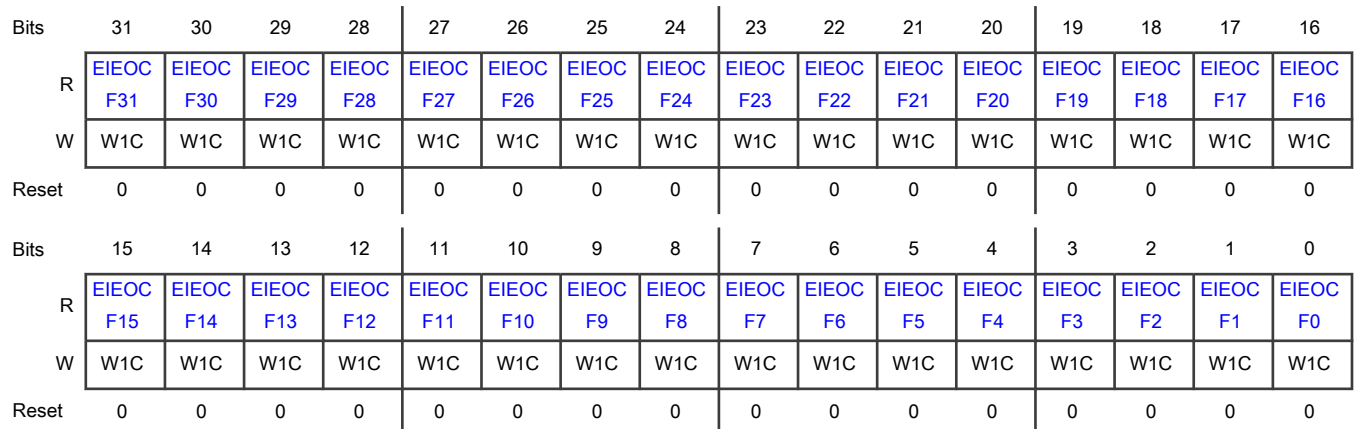 Bits 31 30 29 28 27 26 25 24 23 22 21 20 19 18 17 16
R EIEOC EIEOC EIEOC EIEOC EIEOC EIEOC EIEOC EIEOC EIEOC EIEOC EIEOC EIEOC EIEOC EIEOC EIEOC EIEOC
F31 F30 F29 F28 F27 F26 F25 F24 F23 F22 F21 F20 F19 F18 F17 F16
W W1C W1C W1C W1C W1C W1C W1C W1C W1C W1C W1C W1C W1C W1C W1C W1C
Reset 0 0 0 0 0 0 0 0 0 0 0 0 0 0 0 0
Bits 15 14 13 12 11 10 9 8 7 6 5 4 3 2 1 0
R EIEOC EIEOC EIEOC EIEOC EIEOC EIEOC EIEOC EIEOC EIEOC EIEOC EIEOC EIEOC EIEOC EIEOC EIEOC EIEOC
F15 F14 F13 F12 F11 F10 F9 F8 F7 F6 F5 F4 F3 F2 F1 F0
W W1C W1C W1C W1C W1C W1C W1C W1C W1C W1C W1C W1C W1C W1C W1C W1C
Reset 0 0 0 0 0 0 0 0 0 0 0 0 0 0 0 0